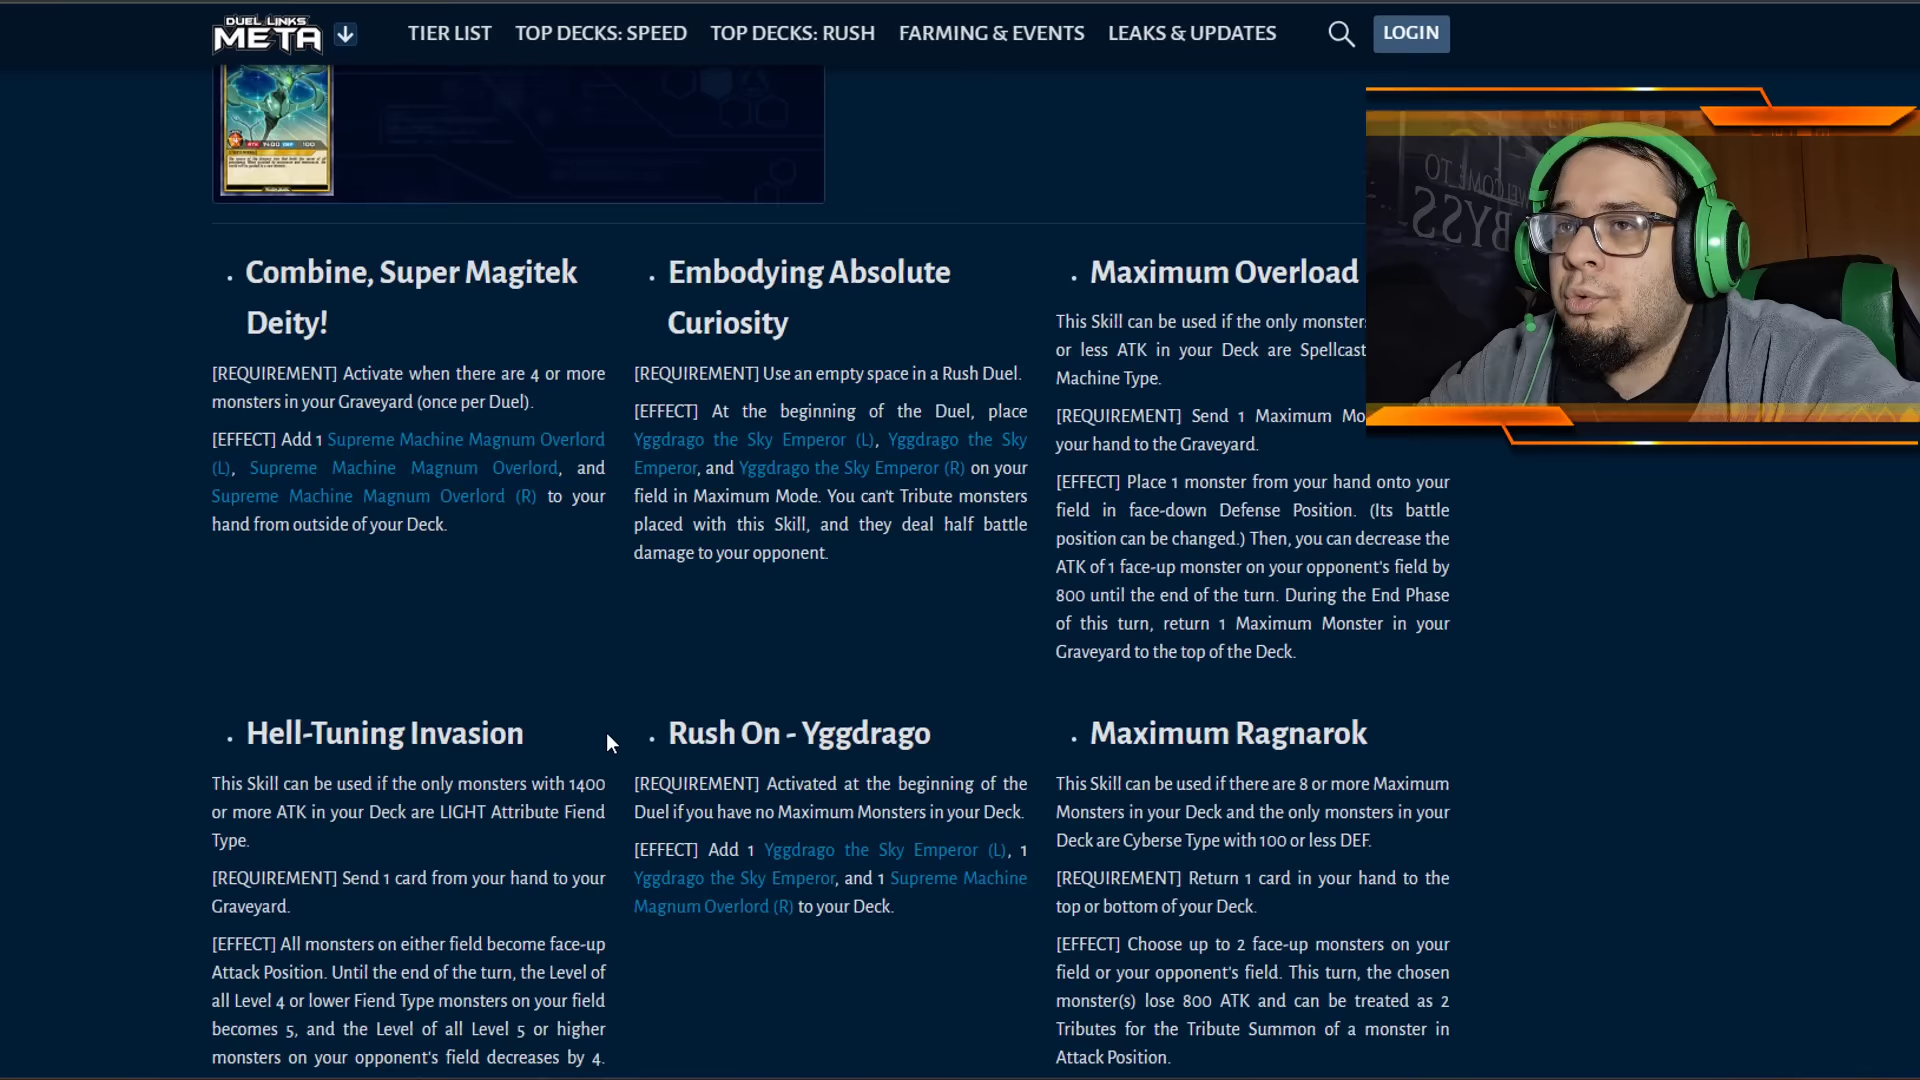 DUEL LINKS
META
TIER LIST
TOP DECKS: SPEED
TOP DECKS: RUSH
FARMING & EVENTS
LEAKS & UPDATES
LOGIN
WELCOME TO
BYSS
Combine, Super Magitek
Deity!
[REQUIREMENT] Activate when there are 4 or more
monsters in your Graveyard (once per Duel).
[EFFECT] Add 1 Supreme Machine Magnum Overlord
(L), Supreme Machine Magnum Overlord, and
Supreme Machine Magnum Overlord (R) to your
hand from outside of your Deck.
Embodying Absolute
Curiosity
[REQUIREMENT] Use an empty space in a Rush Duel.
[EFFECT] At the beginning of the Duel, place
Yggdrago the Sky Emperor (L), Yggdrago the Sky
Emperor, and Yggdrago the Sky Emperor (R) on your
field in Maximum Mode. You can't Tribute monsters
placed with this Skill, and they deal half battle
damage to your opponent.
Maximum Overload
This Skill can be used if the only monster
or less ATK in your Deck are Spellcast
Machine Type.
[REQUIREMENT] Send 1 Maximum Mo
your hand to the Graveyard.
[EFFECT] Place 1 monster from your hand onto your
field in face-down Defense Position. (Its battle
position can be changed.) Then, you can decrease the
ATK of 1 face-up monster on your opponent's field by
800 until the end of the turn. During the End Phase
of this turn, return 1 Maximum Monster in your
Graveyard to the top of the Deck.
Hell-Tuning Invasion
This Skill can be used if the only monsters with 1400
or more ATK in your Deck are LIGHT Attribute Fiend
Type.
[REQUIREMENT] Send 1 card from your hand to your
Graveyard.
[EFFECT] All monsters on either field become face-up
Attack Position. Until the end of the turn, the Level of
all Level 4 or lower Fiend Type monsters on your field
becomes 5, and the Level of all Level 5 or higher
monsters on your opponent's field decreases by 4.
Rush On - Yggdrago
[REQUIREMENT] Activated at the beginning of the
Duel if you have no Maximum Monsters in your Deck.
[EFFECT] Add 1 Yggdrago the Sky Emperor (L), 1
Yggdrago the Sky Emperor, and 1 Supreme Machine
Magnum Overlord (R) to your Deck.
Maximum Ragnarok
This Skill can be used if there are 8 or more Maximum
Monsters in your Deck and the only monsters in your
Deck are Cyberse Type with 100 or less DEF.
[REQUIREMENT] Return 1 card in your hand to the
top or bottom of your Deck.
[EFFECT] Choose up to 2 face-up monsters on your
field or your opponent's field. This turn, the chosen
monster(s) lose 800 ATK and can be treated as 2
Tributes for the Tribute Summon of a monster in
Attack Position.